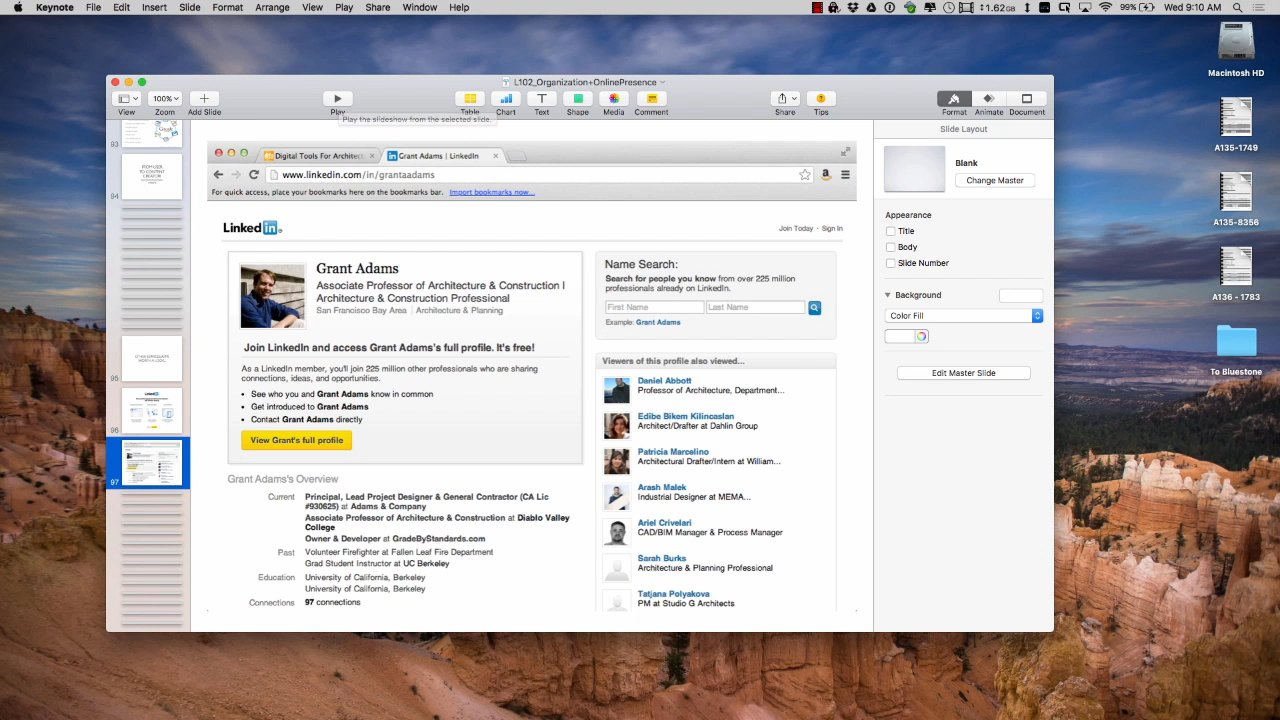 Keynote File Edit Insert Slide Format Arrange View Play Share Window Help
1.62GB
99% Wed 9:10 AM
L102_Organization+OnlinePresence
100%
View Zoom Add Slide Play Table Chart Text Shape Media Comment Share Tips Format Animate Document
Play the slideshow from the selected slide.
93
FROM USER
TO CONTENT
CREATOR
94
95
LinkedIn
96
97
Digital Tools For Architect
Grant Adams | LinkedIn
www.linkedin.com/in/grantaadms
For quick access, place your bookmarks here on the bookmarks bar. Import bookmarks now...
Linked in
Join Today · Sign In
Grant Adams
Associate Professor of Architecture & Construction |
Architecture & Construction Professional
San Francisco Bay Area | Architecture & Planning
Join LinkedIn and access Grant Adams's full profile. It's free!
As a LinkedIn member, you'll join 225 million other professionals who are sharing
connections, ideas, and opportunities.
• See who you and Grant Adams know in common
• Get introduced to Grant Adams
• Contact Grant Adams directly
View Grant's full profile
Grant Adams's Overview
Current Principal, Lead Project Designer & General Contractor (CA Lic
#930625) at Adams & Company
Associate Professor of Architecture & Construction at Diablo Valley
College
Owner & Developer at GradeByStandards.com
Past Volunteer Firefighter at Fallen Leaf Fire Department
Grad Student Instructor at UC Berkeley
Education University of California, Berkeley
University of California, Berkeley
Connections 97 connections
Name Search:
Search for people you know from over 225 million
professionals already on LinkedIn.
First Name Last Name
Example: Grant Adams
Viewers of this profile also viewed...
Daniel Abbott
Professor of Architecture, Department...
Edibe Bikem Kilincaslan
Architect/Drafter at Dahlin Group
Patricia Marcelino
Architectural Drafter/Intern at William...
Arash Malek
Industrial Designer at MEMA...
Ariel Crivelari
CAD/BIM Manager & Process Manager
Sarah Burks
Architecture & Planning Professional
Tatjana Polyakova
PM at Studio G Architects
Slide Layout
Blank
Change Master
Appearance
Title
Body
Slide Number
Background
Color Fill
Edit Master Slide
Macintosh HD
A135-1749
A135-8356
A136 - 1783
To Bluestone